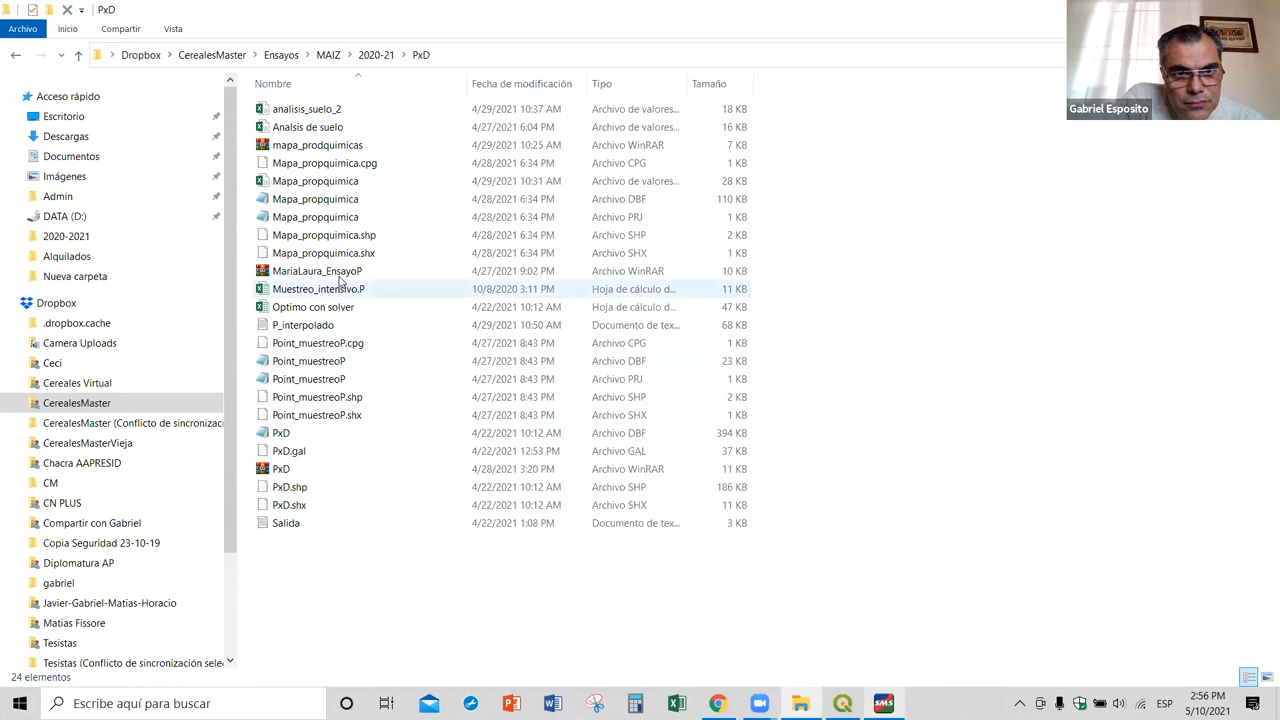 PxD
Archivo Inicio Compartir Vista
Dropbox CerealesMaster Ensayos MAIZ 2020-21 PxD
Nombre Fecha de modificación Tipo Tamaño
Gabriel Esposito
Acceso rápido
Escritorio
Descargas
Documentos
Imágenes
Admin
DATA (D:)
2020-2021
Alquilados
Nueva carpeta
Dropbox
.dropbox.cache
Camera Uploads
Ceci
Cereales Virtual
CerealesMaster
CerealesMaster (Conflicto de sincronizaci
CerealesMasterVieja
Chacra AAPRESID
CM
CN PLUS
Compartir con Gabriel
Copia Seguridad 23-10-19
Diplomatura AP
gabriel
Javier-Gabriel-Matias-Horacio
Matias Fissore
Tesistas
Tesistas (Conflicto de sincronización sele
analisis_suelo_2 4/29/2021 10:37 AM Archivo de valores... 18 KB
Analsis de suelo 4/27/2021 6:04 PM Archivo de valores... 16 KB
mapa_prodquimicas 4/29/2021 10:25 AM Archivo WinRAR 7 KB
Mapa_propquimica.cpg 4/28/2021 6:34 PM Archivo CPG 1 KB
Mapa_propquimica 4/29/2021 10:31 AM Archivo de valores... 28 KB
Mapa_propquimica 4/28/2021 6:34 PM Archivo DBF 110 KB
Mapa_propquimica 4/28/2021 6:34 PM Archivo PRJ 1 KB
Mapa_propquimica.shp 4/28/2021 6:34 PM Archivo SHP 2 KB
Mapa_propquimica.shx 4/28/2021 6:34 PM Archivo SHX 1 KB
MariaLaura_EnsayoP 4/27/2021 9:02 PM Archivo WinRAR 10 KB
Muestreo_intensivo.P 10/8/2020 3:11 PM Hoja de cálculo d... 11 KB
Optimo con solver 4/22/2021 10:12 AM Hoja de cálculo d... 47 KB
P_interpolado 4/29/2021 10:50 AM Documento de tex... 68 KB
Point_muestreoP.cpg 4/27/2021 8:43 PM Archivo CPG 1 KB
Point_muestreoP 4/27/2021 8:43 PM Archivo DBF 23 KB
Point_muestreoP 4/27/2021 8:43 PM Archivo PRJ 1 KB
Point_muestreoP.shp 4/27/2021 8:43 PM Archivo SHP 2 KB
Point_muestreoP.shx 4/27/2021 8:43 PM Archivo SHX 1 KB
PxD 4/22/2021 10:12 AM Archivo DBF 394 KB
PxD.gal 4/22/2021 12:53 PM Archivo GAL 37 KB
PxD 4/28/2021 3:20 PM Archivo WinRAR 11 KB
PxD.shp 4/22/2021 10:12 AM Archivo SHP 186 KB
PxD.shx 4/22/2021 10:12 AM Archivo SHX 11 KB
Salida 4/22/2021 1:08 PM Documento de tex... 3 KB
24 elementos
Escribe aquí para buscar
SMS
ESP
2:56 PM
5/10/2021